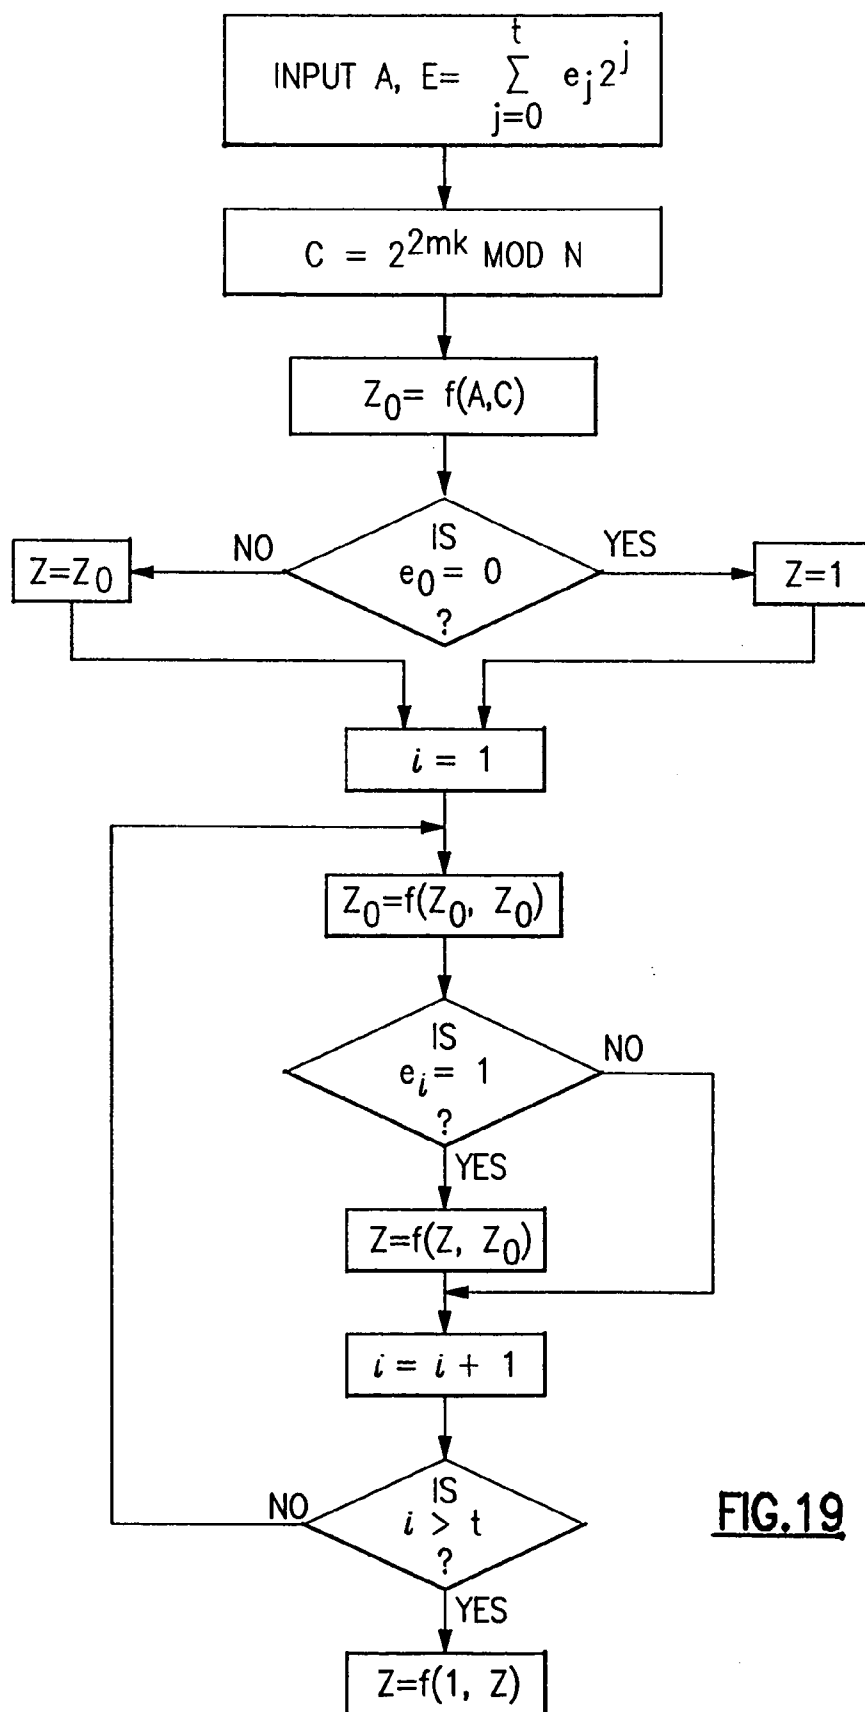 INPUT A, E= t∑j=0 e_j 2^j
C = 2^2mk MOD N
Z_0= f(A,C)
NO
IS
e_0 = 0
?
YES
Z=Z_0
Z=1
i = 1
Z_0=f(Z_0, Z_0)
IS
e_i = 1
?
NO
YES
Z=f(Z, Z_0)
i = i + 1
NO
IS
i > t
?
YES
FIG.19
Z=f(1, Z)